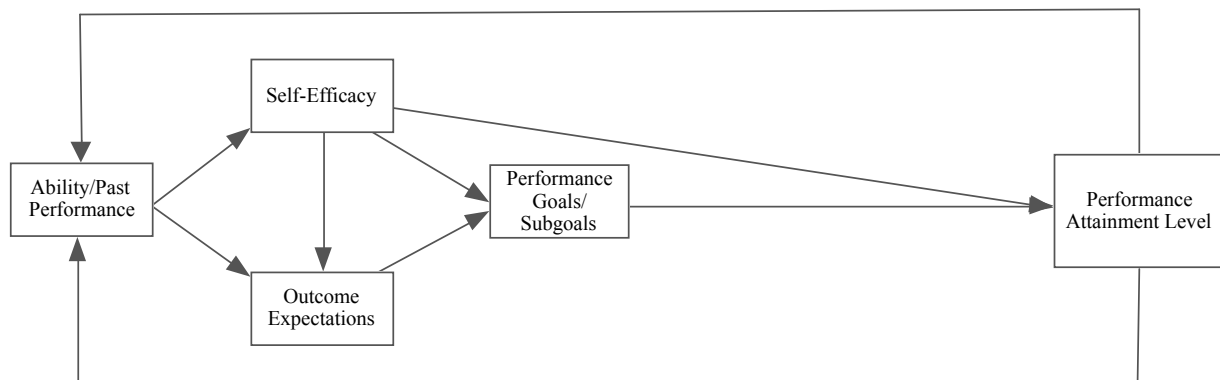 Self-Efficacy
Ability/Past
Performance
Performance
Goals/
Subgoals
Performance
Attainment Level
Outcome
Expectations